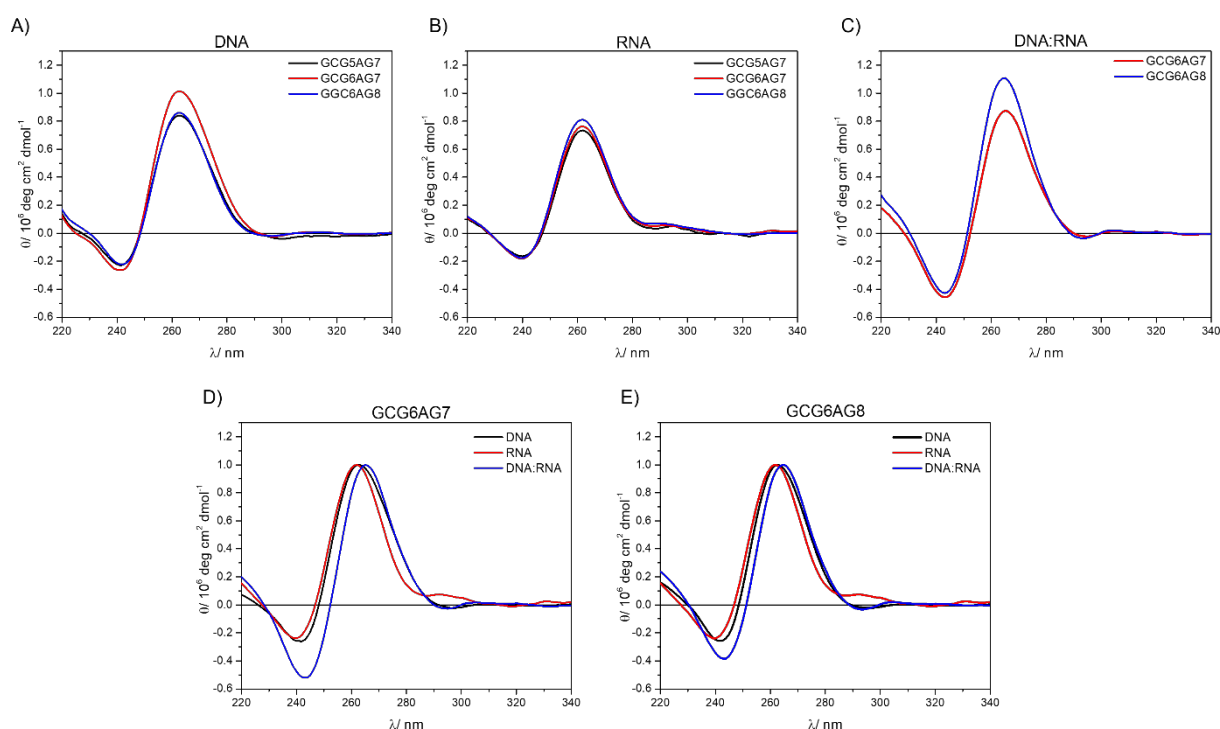 A)
DNA
GCG5AG7
GCG6AG7
GGC6AG8
θ/ 10⁶ deg cm² dmol⁻¹
1.2
1.0
0.8
0.6
0.4
0.2
0.0
-0.2
-0.4
-0.6
220 240 260 280 300 320 340
λ/ nm
B)
RNA
GCG5AG7
GCG6AG7
GGC6AG8
θ/ 10⁶ deg cm² dmol⁻¹
1.2
1.0
0.8
0.6
0.4
0.2
0.0
-0.2
-0.4
-0.6
220 240 260 280 300 320 340
λ/ nm
C)
DNA:RNA
GCG6AG7
GCG6AG8
θ/ 10⁶ deg cm² dmol⁻¹
1.2
1.0
0.8
0.6
0.4
0.2
0.0
-0.2
-0.4
-0.6
220 240 260 280 300 320 340
λ/ nm
D)
GCG6AG7
DNA
RNA
DNA:RNA
θ/ 10⁶ deg cm² dmol⁻¹
1.2
1.0
0.8
0.6
0.4
0.2
0.0
-0.2
-0.4
-0.6
220 240 260 280 300 320 340
λ/ nm
E)
GCG6AG8
DNA
RNA
DNA:RNA
θ/ 10⁶ deg cm² dmol⁻¹
1.2
1.0
0.8
0.6
0.4
0.2
0.0
-0.2
-0.4
-0.6
220 240 260 280 300 320 340
λ/ nm